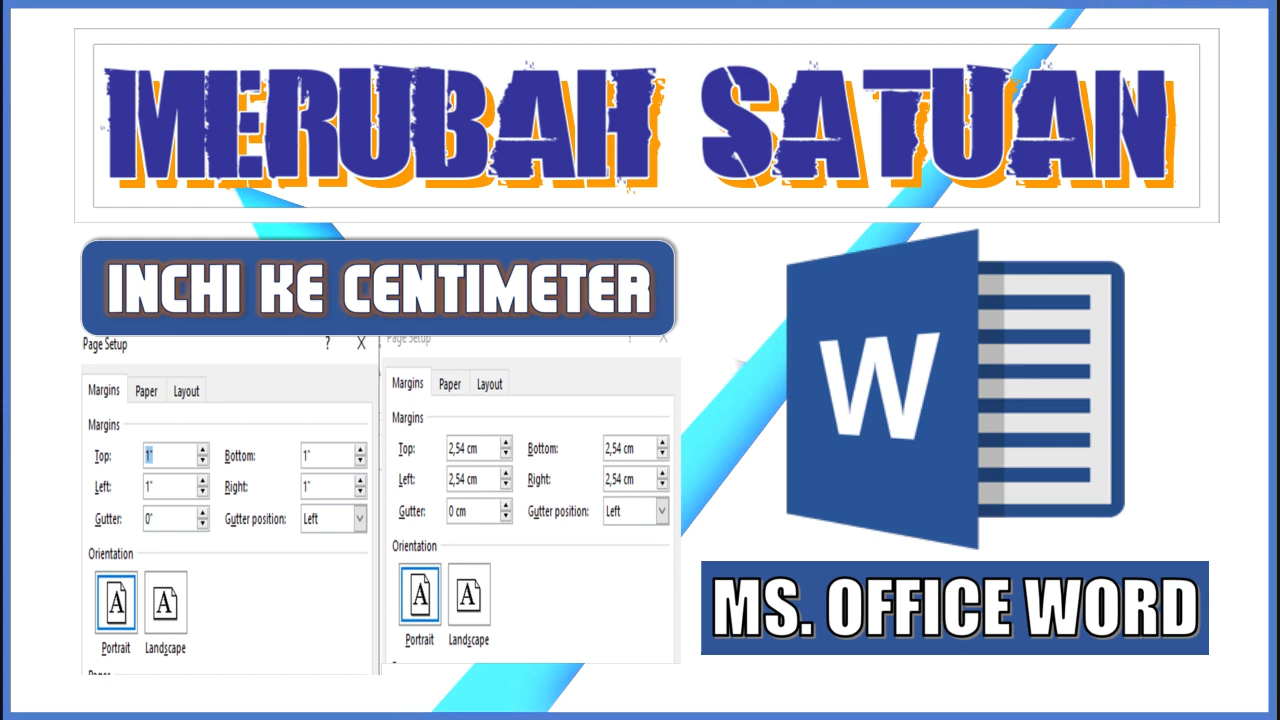 MERUBAH SATUAN
INCHI KE CENTIMETER
Page Setup ? X
Margins Paper Layout
Margins
Top: 1" Bottom: 1"
Left: 1" Right: 1"
Gutter: 0" Gutter position: Left
Orientation
A A
Portrait Landscape
Page Setup ? X
Margins Paper Layout
Margins
Top: 2,54 cm Bottom: 2,54 cm
Left: 2,54 cm Right: 2,54 cm
Gutter: 0 cm Gutter position: Left
Orientation
A A
Portrait Landscape
W
MS. OFFICE WORD